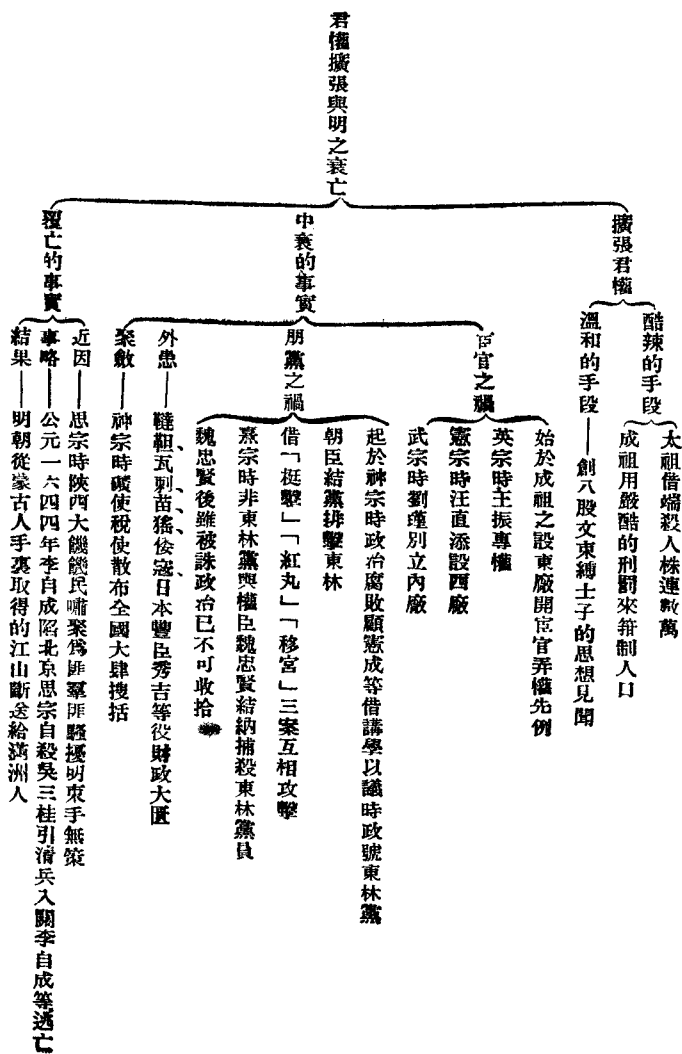 君權擴張與明之衰亡
擴張君權
酷辣的手段
太祖借端殺人株連數萬
成祖用嚴酷的刑罰來箝制人口
溫和的手段——創八股文束縛士子的思想見聞
中衰的事實
宦官之禍
始於成祖之設東廠開宦官弄權先例
英宗時王振專權
憲宗時汪直添設西廠
武宗時劉瑾別立內廠
朋黨之禍
起於神宗時政治腐敗顧憲成等借講學以議時政號東林黨
朝臣結黨排擊東林
借「挺擊」「紅丸」「移宮」三案互相攻擊
熹宗時非東林黨與權臣魏忠賢結納捕殺東林黨員
魏忠賢後雖被誅政治已不可收拾
外患——韃靼、瓦剌、苗猺、倭寇、日本豐臣秀吉等役財政大匱
聚斂——神宗時礦使稅使散布全國大肆搜括
覆亡的事實
近因——思宗時陝西大饑饑民嘯聚爲匪羣匪騷擾明束手無策
事略——公元一六四四年李自成陷北京思宗自殺吳三桂引清兵入關李自成等逃亡
結果——明朝從蒙古人手裏取得的江山斷送給滿洲人